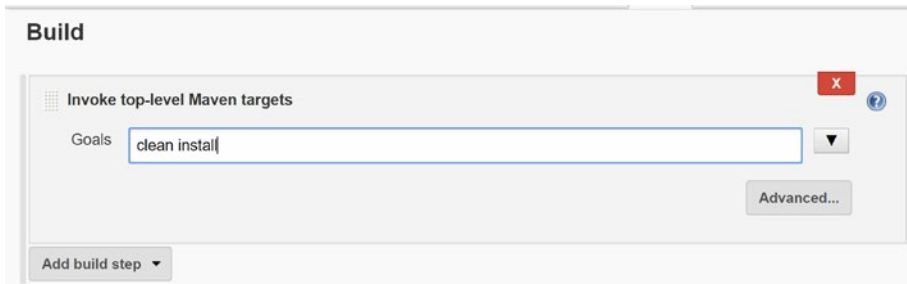 Build
X
Invoke top-level Maven targets
?
Goals
clean install
Advanced...
Add build step